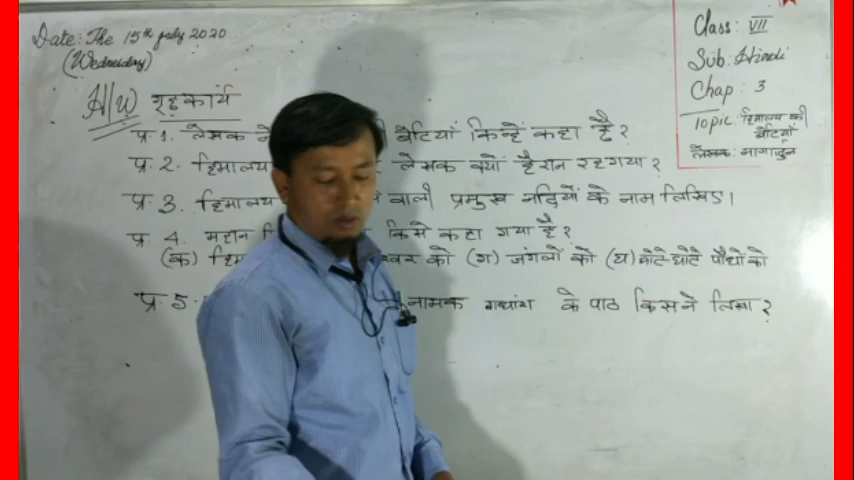 Date: The 15th july 2020
(Wednesday)
Class: VII
Sub: Hindi
Chap: 3
Topic: हिमालय की
बेटियाँ
लेखक: नागार्जुन
H/W गृहकार्य
प्र. 1. लेखक ने बेटियां किन्हें कहा है?
प्र. 2. हिमालय लेखक क्यों हैरान रह गया?
प्र. 3. हिमालय वाली प्रमुख नदियों के नाम लिखिए।
प्र. 4. महान किसे कहा गया है?
(क) को (ग) जंगलों को (घ) छोटे-छोटे पौधों को
प्र. 5. नामक गद्यांश के पाठ किसने लिखा?